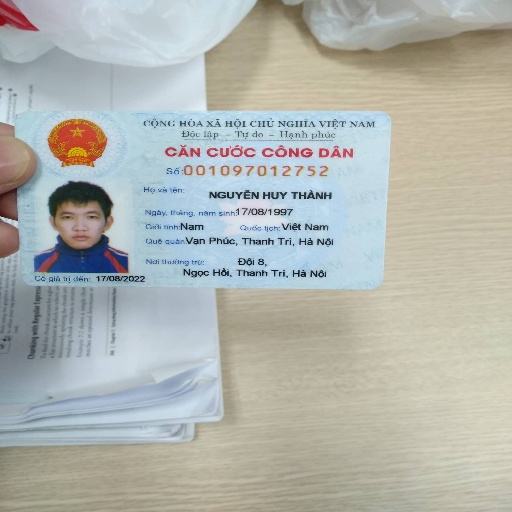 CỘNG HÒA XÃ HỘI CHỦ NGHĨA VIỆT NAM
Độc lập – Tự do – Hạnh phúc
CĂN CƯỚC CÔNG DÂN
Số: 001097012752
Họ và tên: NGUYỄN HUY THÀNH
Ngày, tháng, năm sinh: 17/08/1997
Giới tính: Nam Quốc tịch: Việt Nam
Quê quán: Vạn Phúc, Thanh Trì, Hà Nội
Nơi thường trú: Đội 8,
Ngọc Hồi, Thanh Trì, Hà Nội
Có giá trị đến: 17/08/2022
Chunking with Regular